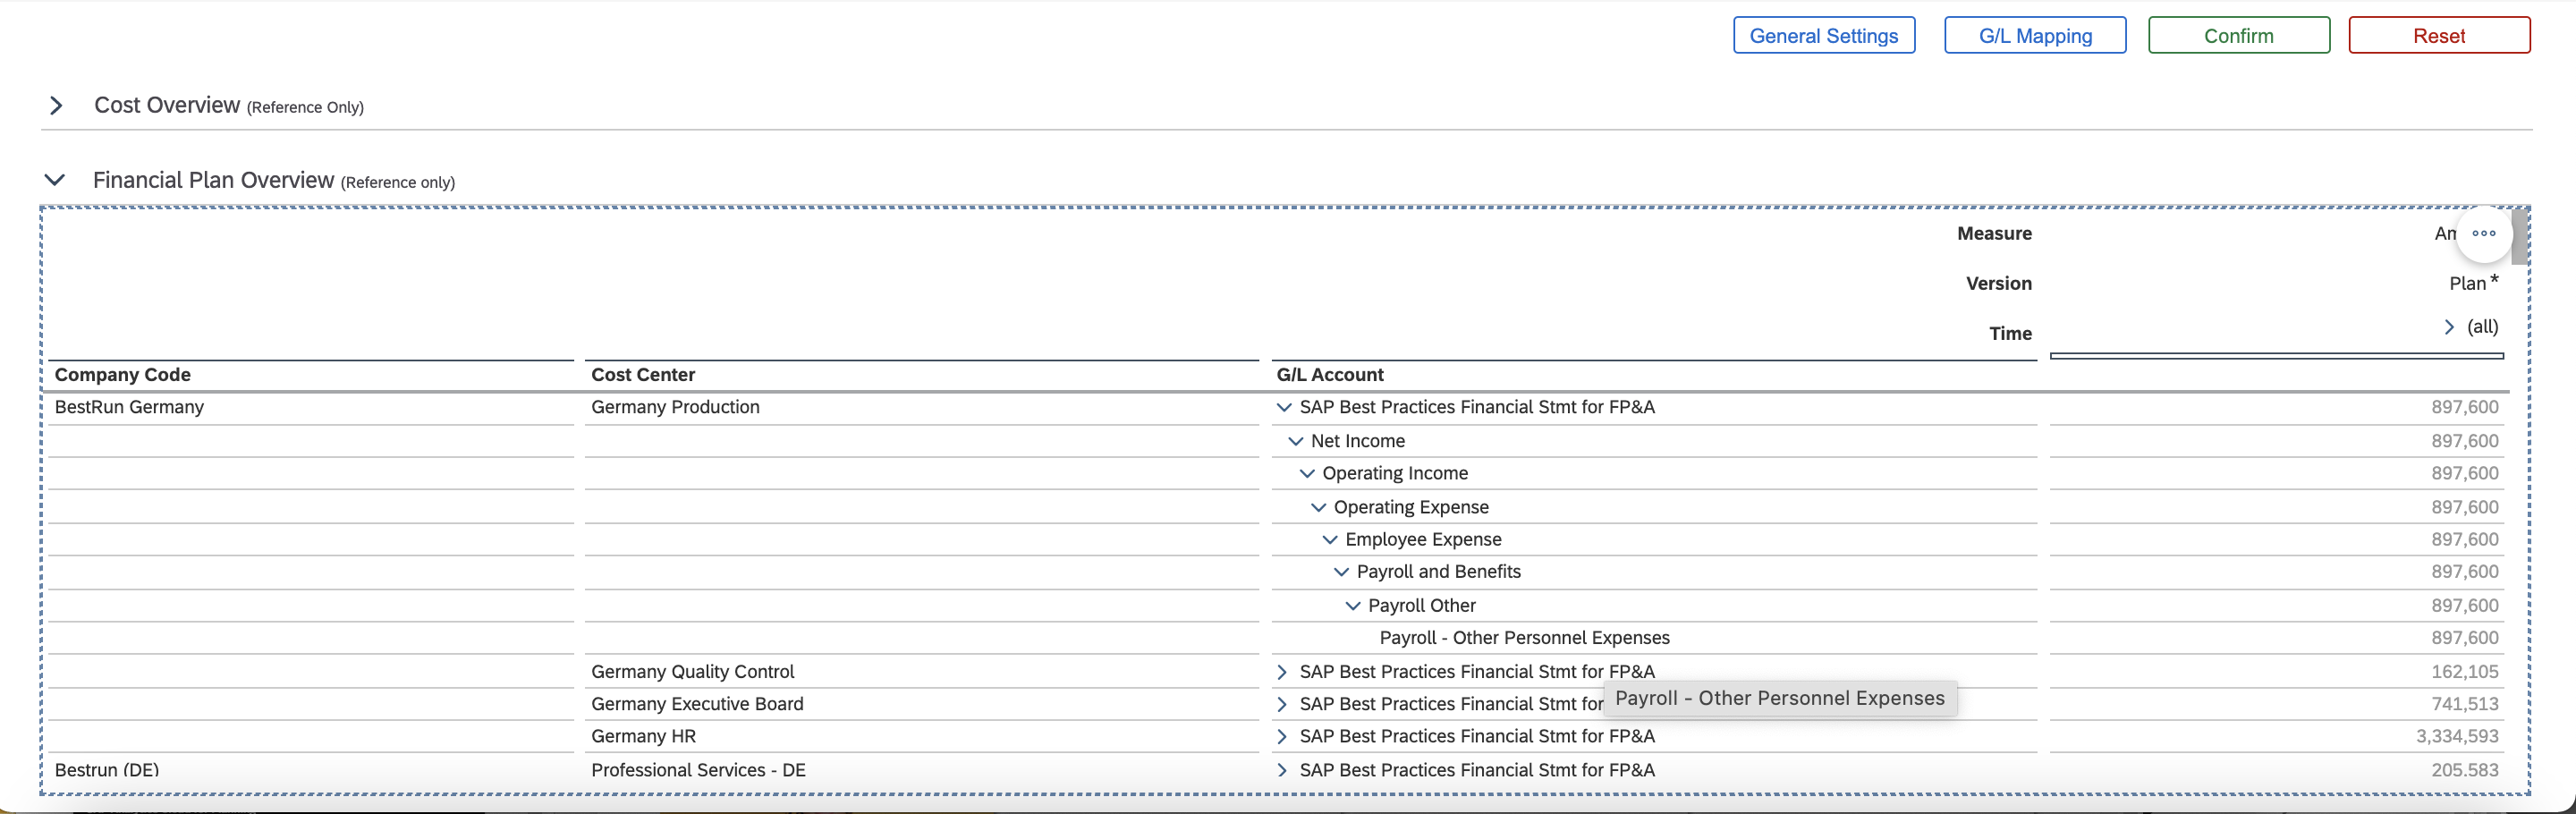 General Settings G/L Mapping Confirm Reset
Cost Overview (Reference Only)
Financial Plan Overview (Reference only)
Measure
Version Plan*
Time (all)
Company Code Cost Center G/L Account
BestRun Germany Germany Production SAP Best Practices Financial Stmt for FP&A 897,600
Net Income 897,600
Operating Income 897,600
Operating Expense 897,600
Employee Expense 897,600
Payroll and Benefits 897,600
Payroll Other 897,600
Payroll - Other Personnel Expenses 897,600
Germany Quality Control SAP Best Practices Financial Stmt for FP&A 162,105
Payroll - Other Personnel Expenses
Germany Executive Board SAP Best Practices Financial Stmt for 741,513
Germany HR SAP Best Practices Financial Stmt for FP&A 3,334,593
Bestrun (DE) Professional Services - DE SAP Best Practices Financial Stmt for FP&A 205.583